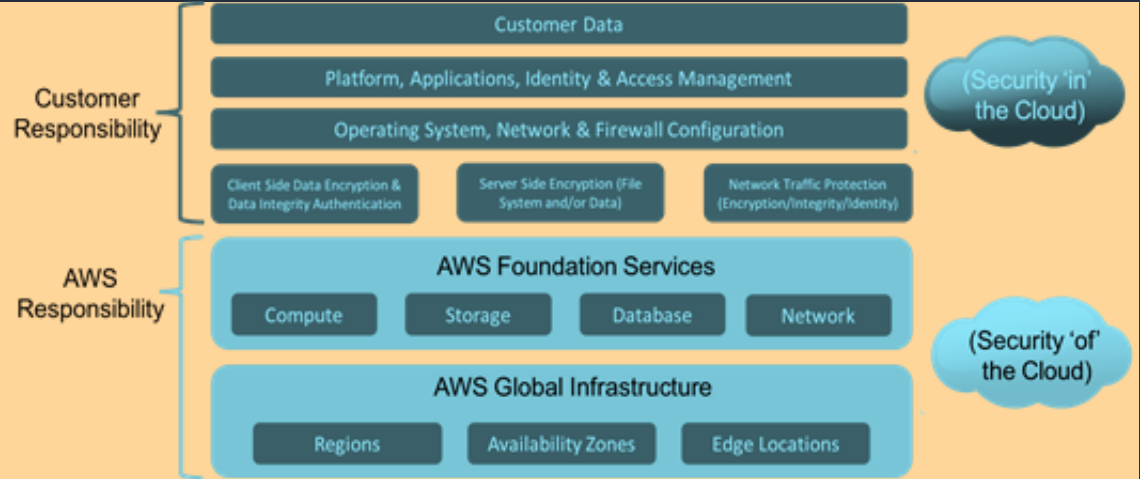 Customer Data
Platform, Applications, Identity & Access Management
(Security 'in'
the Cloud)
Customer
Responsibility
Operating System, Network & Firewall Configuration
Client Side Data Encryption &
Data Integrity Authentication
Server Side Encryption (File
System and/or Data)
Network Traffic Protection
(Encryption/Integrity/Identity)
AWS
Responsibility
AWS Foundation Services
Compute
Storage
Database
Network
(Security 'of'
the Cloud)
AWS Global Infrastructure
Regions
Availability Zones
Edge Locations